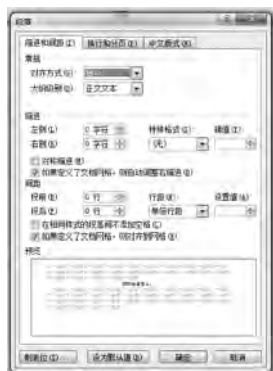 段落
缩进和间距(I) 换行和分页(P) 中文版式(H)
常规
对齐方式(G):
大纲级别(O): 正文文本
缩进
左侧(L): 0 字符 特殊格式(S): 磅值(Y):
右侧(R): 0 字符 (无)
对称缩进(M)
如果定义了文档网格，则自动调整右缩进(D)
间距
段前(B): 0 行 行距(N): 设置值(A):
段后(F): 0 行 单倍行距
在相同样式的段落间不添加空格(C)
如果定义了文档网格，则对齐到网格(W)
预览
制表位(T)... 设为默认值(D) 确定 取消